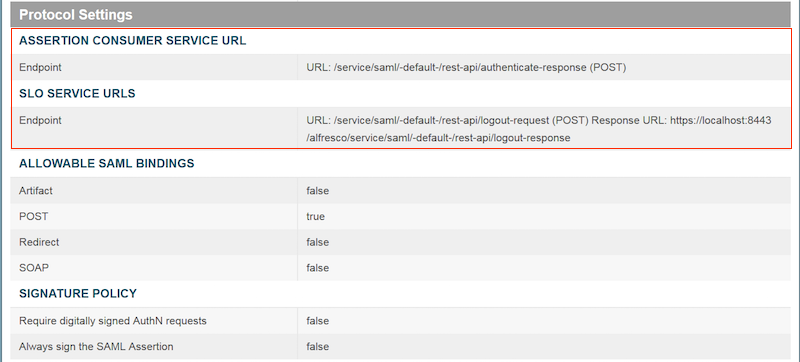 Protocol Settings
ASSERTION CONSUMER SERVICE URL
Endpoint URL: /service/saml/-default-/rest-api/authenticate-response (POST)
SLO SERVICE URLS
Endpoint URL: /service/saml/-default-/rest-api/logout-request (POST) Response URL: https://localhost:8443
/alfresco/service/saml/-default-/rest-api/logout-response
ALLOWABLE SAML BINDINGS
Artifact false
POST true
Redirect false
SOAP false
SIGNATURE POLICY
Require digitally signed AuthN requests false
Always sign the SAML Assertion false